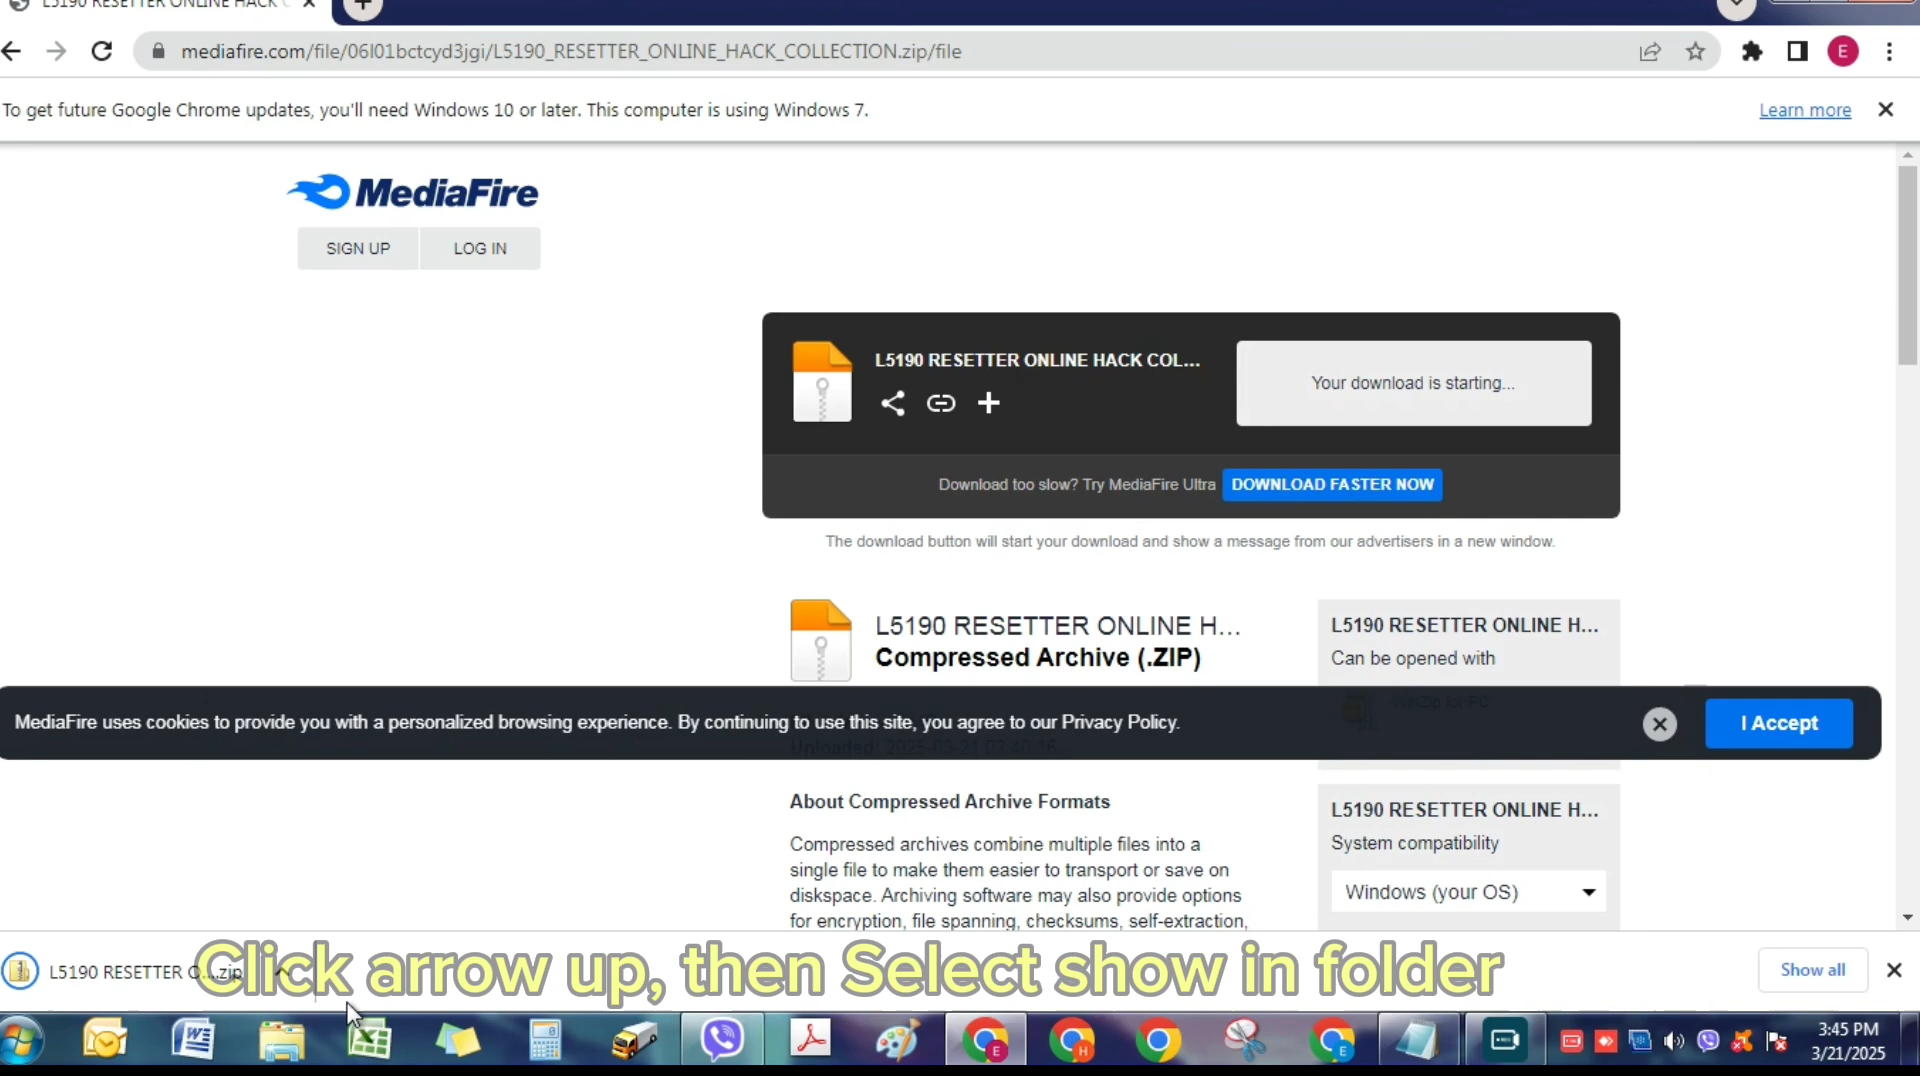 L5190 RESETTER ONLINE HACK C
mediafire.com/file/06l01bctcyd3jgi/L5190_RESETTER_ONLINE_HACK_COLLECTION.zip/file
E
To get future Google Chrome updates, you'll need Windows 10 or later. This computer is using Windows 7.
Learn more
MediaFire
SIGN UP
LOG IN
L5190 RESETTER ONLINE HACK COL...
Your download is starting...
Download too slow? Try MediaFire Ultra
DOWNLOAD FASTER NOW
The download button will start your download and show a message from our advertisers in a new window.
L5190 RESETTER ONLINE H...
Compressed Archive (.ZIP)
L5190 RESETTER ONLINE H...
Can be opened with
WinZip for PC
MediaFire uses cookies to provide you with a personalized browsing experience. By continuing to use this site, you agree to our Privacy Policy.
I Accept
About Compressed Archive Formats
Compressed archives combine multiple files into a
single file to make them easier to transport or save on
diskspace. Archiving software may also provide options
for encryption, file spanning, checksums, self-extraction,
L5190 RESETTER ONLINE H...
System compatibility
Windows (your OS)
L5190 RESETTER O....zip
Click arrow up, then Select show in folder
Show all
3:45 PM
3/21/2025